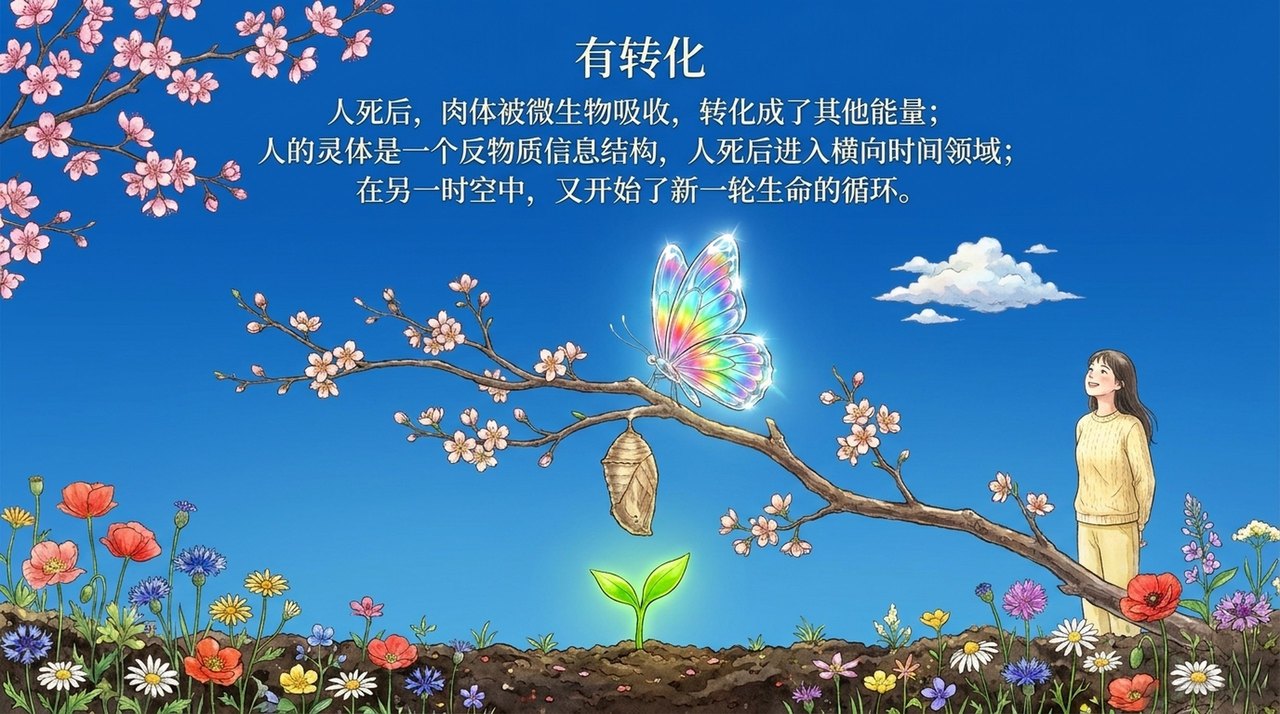 有转化
人死后，肉体被微生物吸收，转化成了其他能量；
人的灵体是一个反物质信息结构，人死后进入横向时间领域；
在另一时空中，又开始了新一轮生命的循环。